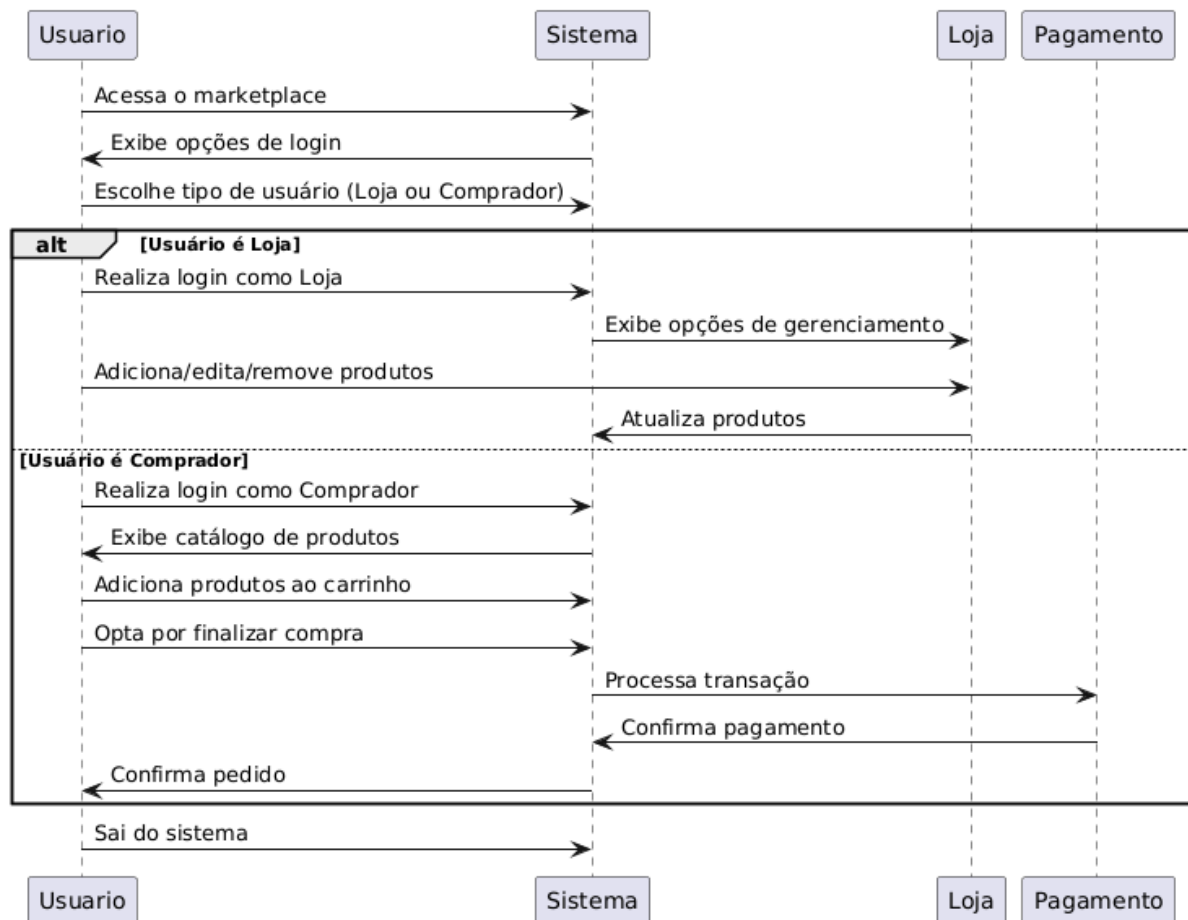 Usuario Sistema Loja Pagamento
Acessa o marketplace
Exibe opções de login
Escolhe tipo de usuário (Loja ou Comprador)
alt [Usuário é Loja]
Realiza login como Loja
Exibe opções de gerenciamento
Adiciona/edita/remove produtos
Atualiza produtos
[Usuário é Comprador]
Realiza login como Comprador
Exibe catálogo de produtos
Adiciona produtos ao carrinho
Opta por finalizar compra
Processa transação
Confirma pagamento
Confirma pedido
Sai do sistema
Usuario Sistema Loja Pagamento